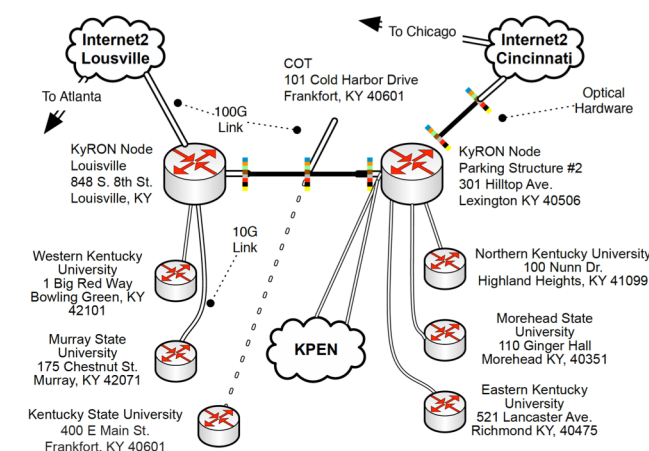 Internet2
Lousville
To Chicago
Internet2
Cincinnati
COT
101 Cold Harbor Drive
Frankfort, KY 40601
To Atlanta
100G
Link
Optical
Hardware
KyRON Node
Louisville
848 S. 8th St.
Louisville, KY
KyRON Node
Parking Structure #2
301 Hilltop Ave.
Lexington KY 40506
10G
Link
Western Kentucky
University
1 Big Red Way
Bowling Green, KY
42101
Northern Kentucky University
100 Nunn Dr.
Highland Heights, KY 41099
Murray State
University
175 Chestnut St.
Murray, KY 42071
KPEN
Morehead State
University
110 Ginger Hall
Morehead KY, 40351
Kentucky State University
400 E Main St.
Frankfort, KY 40601
Eastern Kentucky
University
521 Lancaster Ave.
Richmond KY, 40475